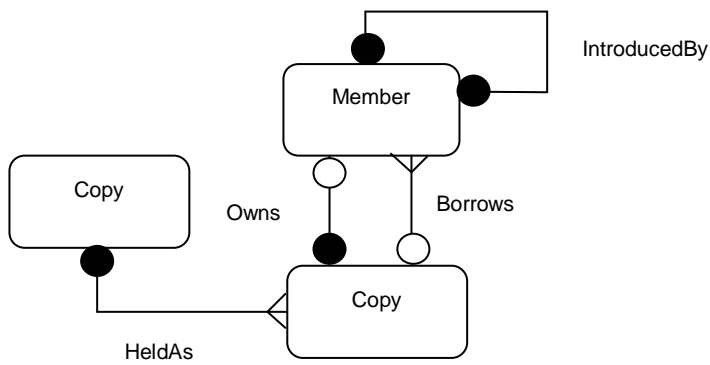 IntroducedBy
Member
Copy
Owns
Borrows
Copy
HeldAs